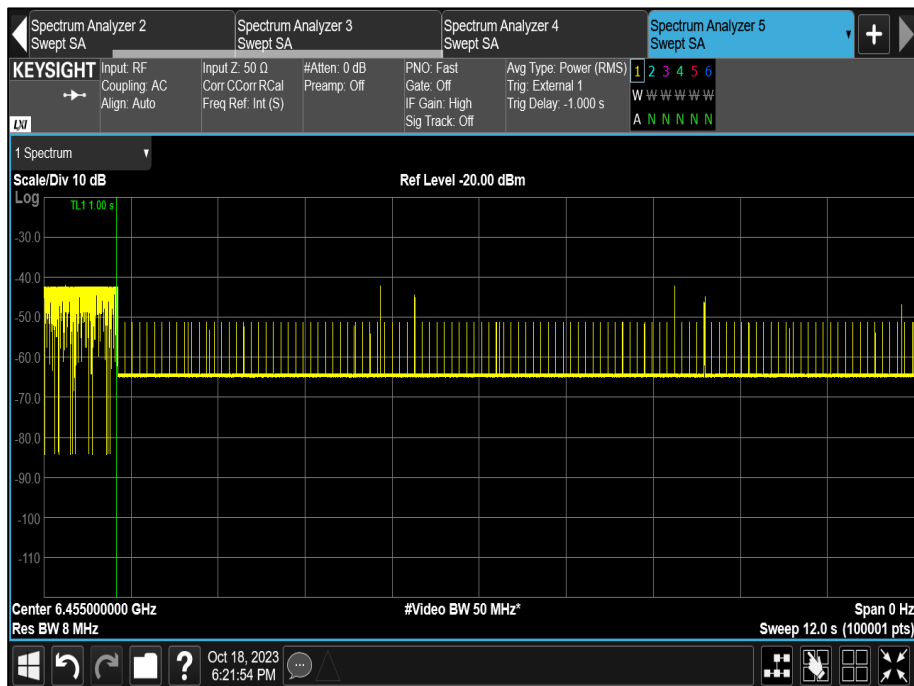 Spectrum Analyzer 2
Swept SA
Spectrum Analyzer 3
Swept SA
Spectrum Analyzer 4
Swept SA
Spectrum Analyzer 5
Swept SA
KEYSIGHT
LXI
Input: RF
Coupling: AC
Align: Auto
Input Z: 50 Ω
Corr CCorr RCal
Freq Ref: Int (S)
#Atten: 0 dB
Preamp: Off
PNO: Fast
Gate: Off
IF Gain: High
Sig Track: Off
Avg Type: Power (RMS)
Trig: External 1
Trig Delay: -1.000 s
1 2 3 4 5 6
W W W W W W
A N N N N N
1 Spectrum
Scale/Div 10 dB
Ref Level -20.00 dBm
Log
TL1 1.00 s
-30.0
-40.0
-50.0
-60.0
-70.0
-80.0
-90.0
-100
-110
Center 6.455000000 GHz
#Video BW 50 MHz*
Span 0 Hz
Res BW 8 MHz
Sweep 12.0 s (100001 pts)
Oct 18, 2023
6:21:54 PM